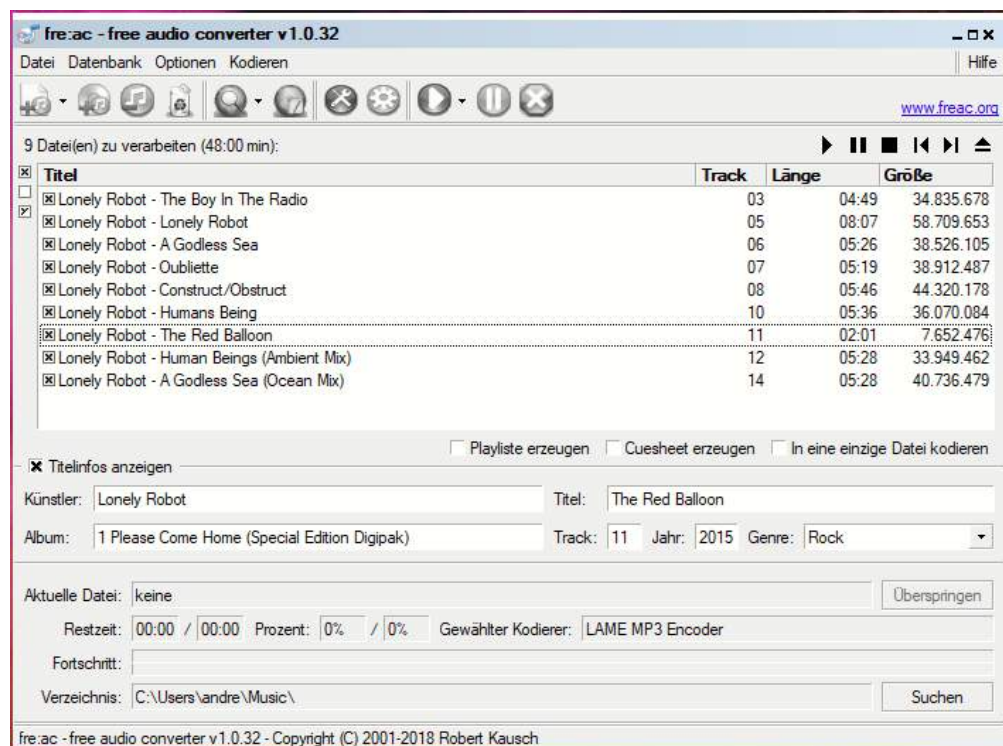 fre:ac - free audio converter v1.0.32
Datei Datenbank Optionen Kodieren Hilfe
www.freac.org
9 Datei(en) zu verarbeiten (48:00 min):
Titel Track Länge Größe
Lonely Robot - The Boy In The Radio 03 04:49 34.835.678
Lonely Robot - Lonely Robot 05 08:07 58.709.653
Lonely Robot - A Godless Sea 06 05:26 38.526.105
Lonely Robot - Oubliette 07 05:19 38.912.487
Lonely Robot - Construct/Obstruct 08 05:46 44.320.178
Lonely Robot - Humans Being 10 05:36 36.070.084
Lonely Robot - The Red Balloon 11 02:01 7.652.476
Lonely Robot - Human Beings (Ambient Mix) 12 05:28 33.949.462
Lonely Robot - A Godless Sea (Ocean Mix) 14 05:28 40.736.479
Playliste erzeugen Cuesheet erzeugen In eine einzige Datei kodieren
Titelinfos anzeigen
Künstler: Lonely Robot Titel: The Red Balloon
Album: 1 Please Come Home (Special Edition Digipak) Track: 11 Jahr: 2015 Genre: Rock
Aktuelle Datei: keine Überspringen
Restzeit: 00:00 / 00:00 Prozent: 0% / 0% Gewählter Kodierer: LAME MP3 Encoder
Fortschritt:
Verzeichnis: C:\Users\andre\Music\ Suchen
fre:ac - free audio converter v1.0.32 - Copyright (C) 2001-2018 Robert Kausch